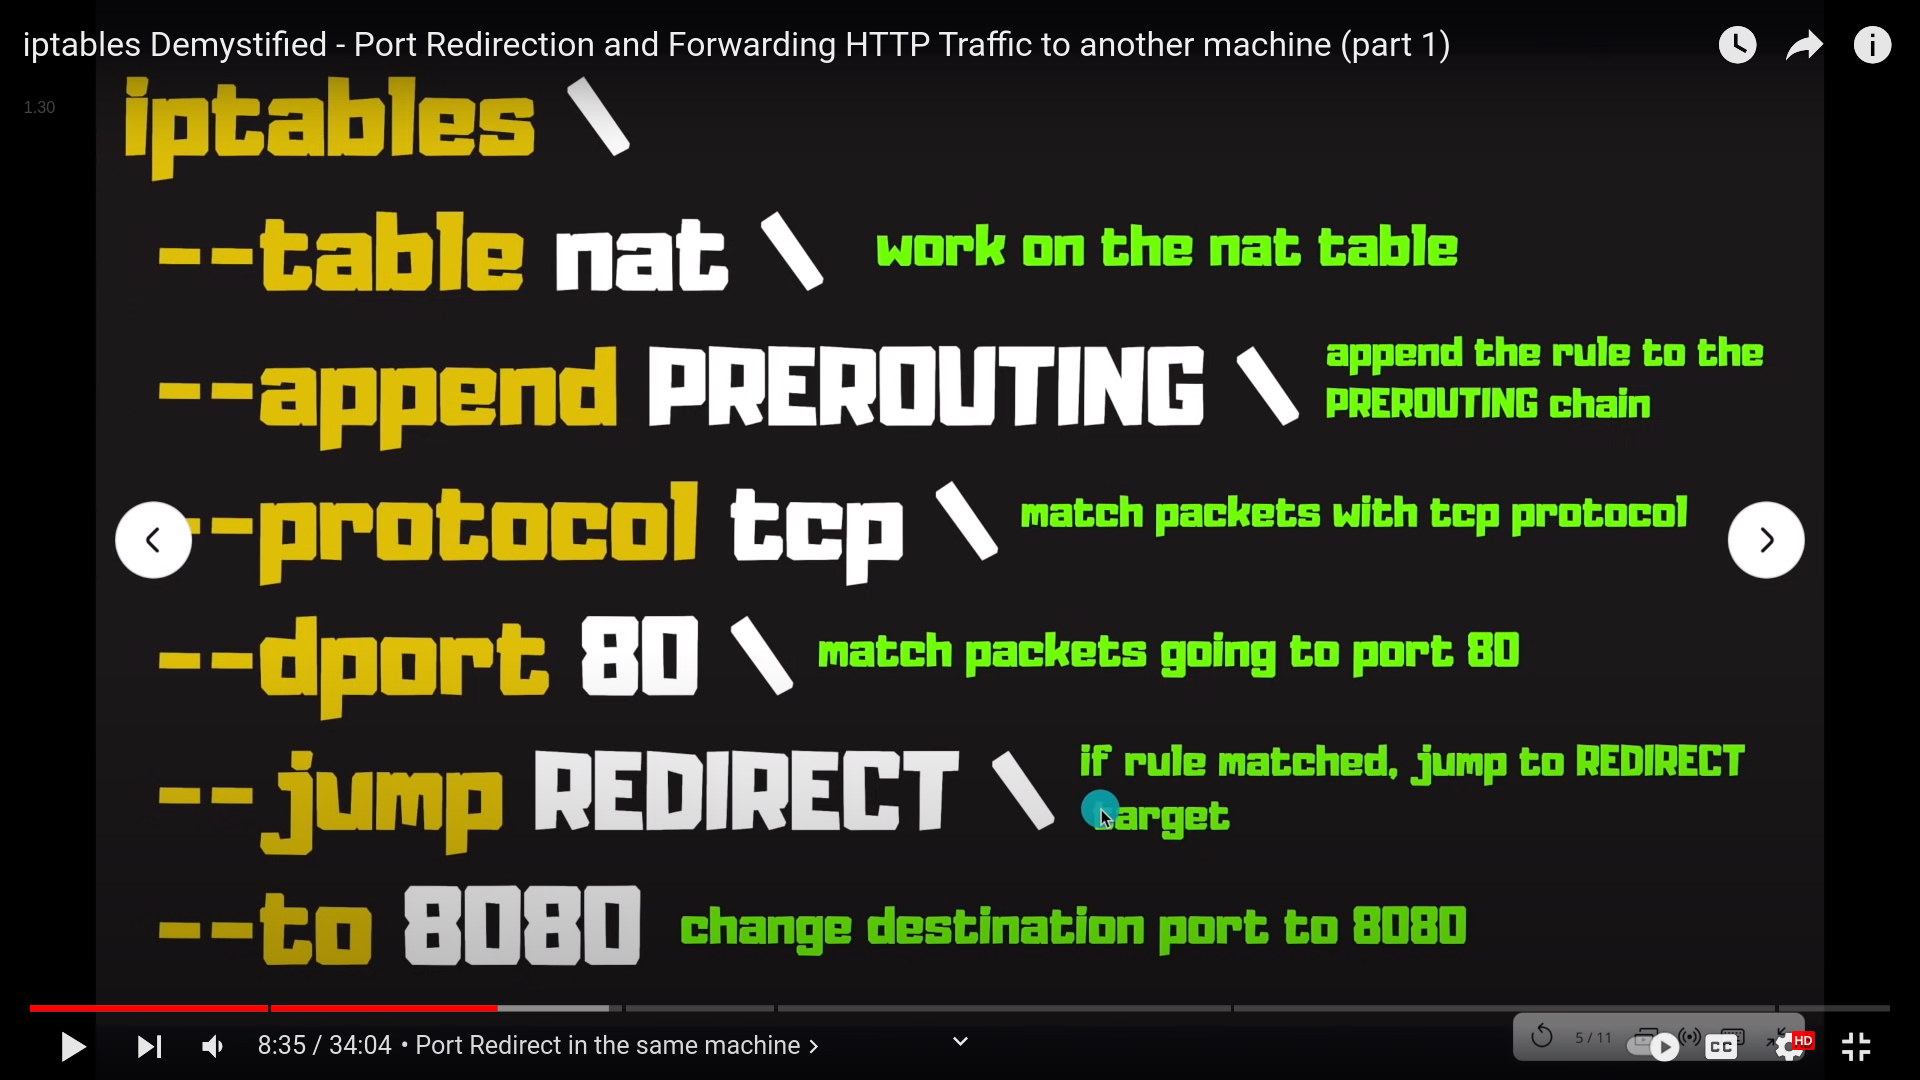 iptables Demystified - Port Redirection and Forwarding HTTP Traffic to another machine (part 1)
1.30
iptables \
--table nat \ work on the nat table
--append PREROUTING \ append the rule to the
PREROUTING chain
--protocol tcp \ match packets with tcp protocol
--dport 80 \ match packets going to port 80
--jump REDIRECT \ if rule matched, jump to REDIRECT
target
--to 8080 change destination port to 8080
8:35 / 34:04 • Port Redirect in the same machine
5 / 11
CC
HD